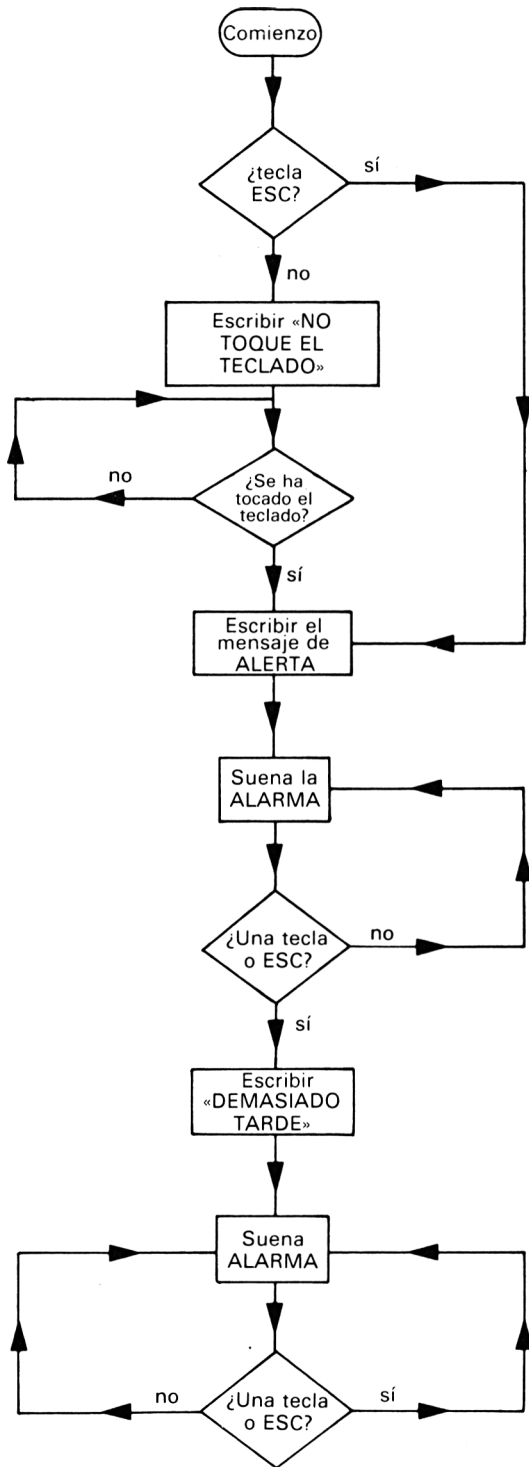 Comienzo
¿tecla
ESC?
sí
no
Escribir «NO
TOQUE EL
TECLADO»
no
¿Se ha
tocado el
teclado?
sí
Escribir el
mensaje de
ALERTA
Suena la
ALARMA
¿Una tecla
o ESC?
no
sí
Escribir
«DEMASIADO
TARDE»
Suena
ALARMA
no
¿Una tecla
o ESC?
sí